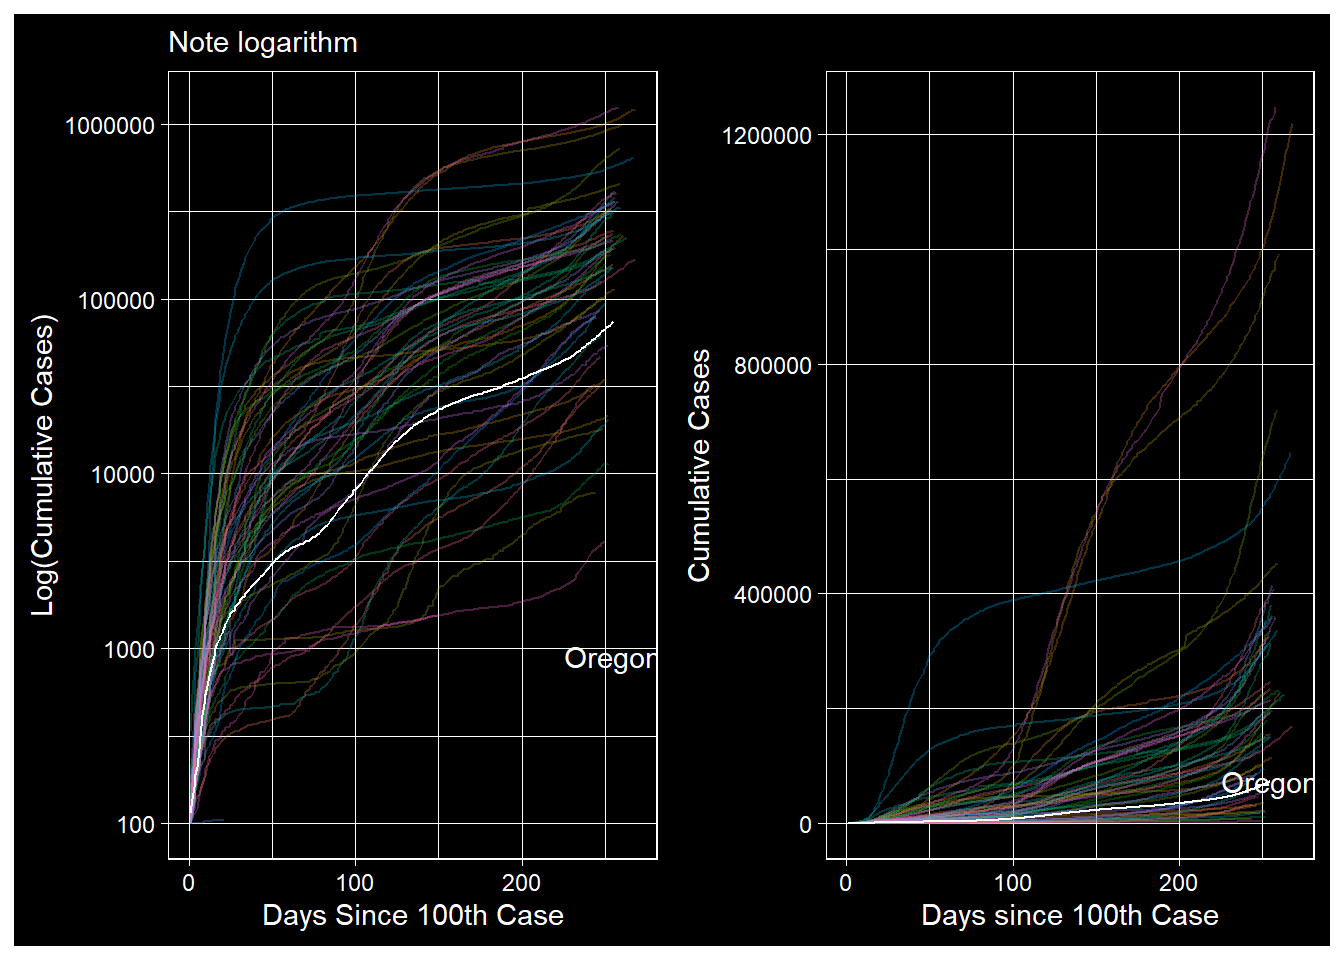 Note logarithm
Log(Cumulative Cases)
1000000
100000
10000
1000
100
Oregon
0
100
200
Days Since 100th Case
Cumulative Cases
1200000
800000
400000
0
Oregon
0
100
200
Days since 100th Case